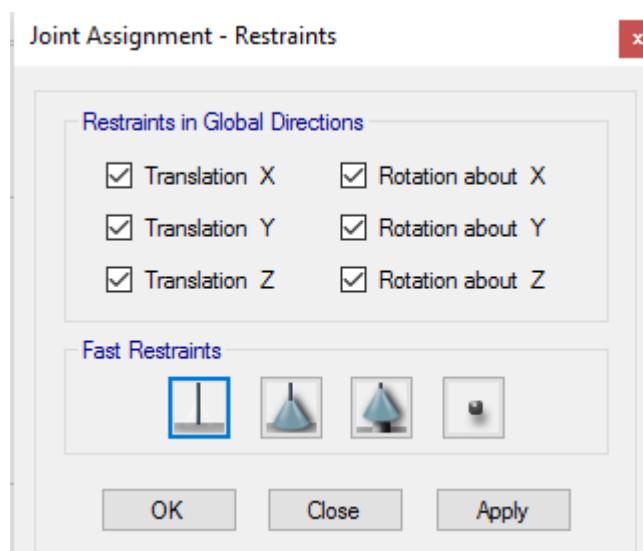 Joint Assignment - Restraints
x
Restraints in Global Directions
Translation X
Rotation about X
Translation Y
Rotation about Y
Translation Z
Rotation about Z
Fast Restraints
OK
Close
Apply